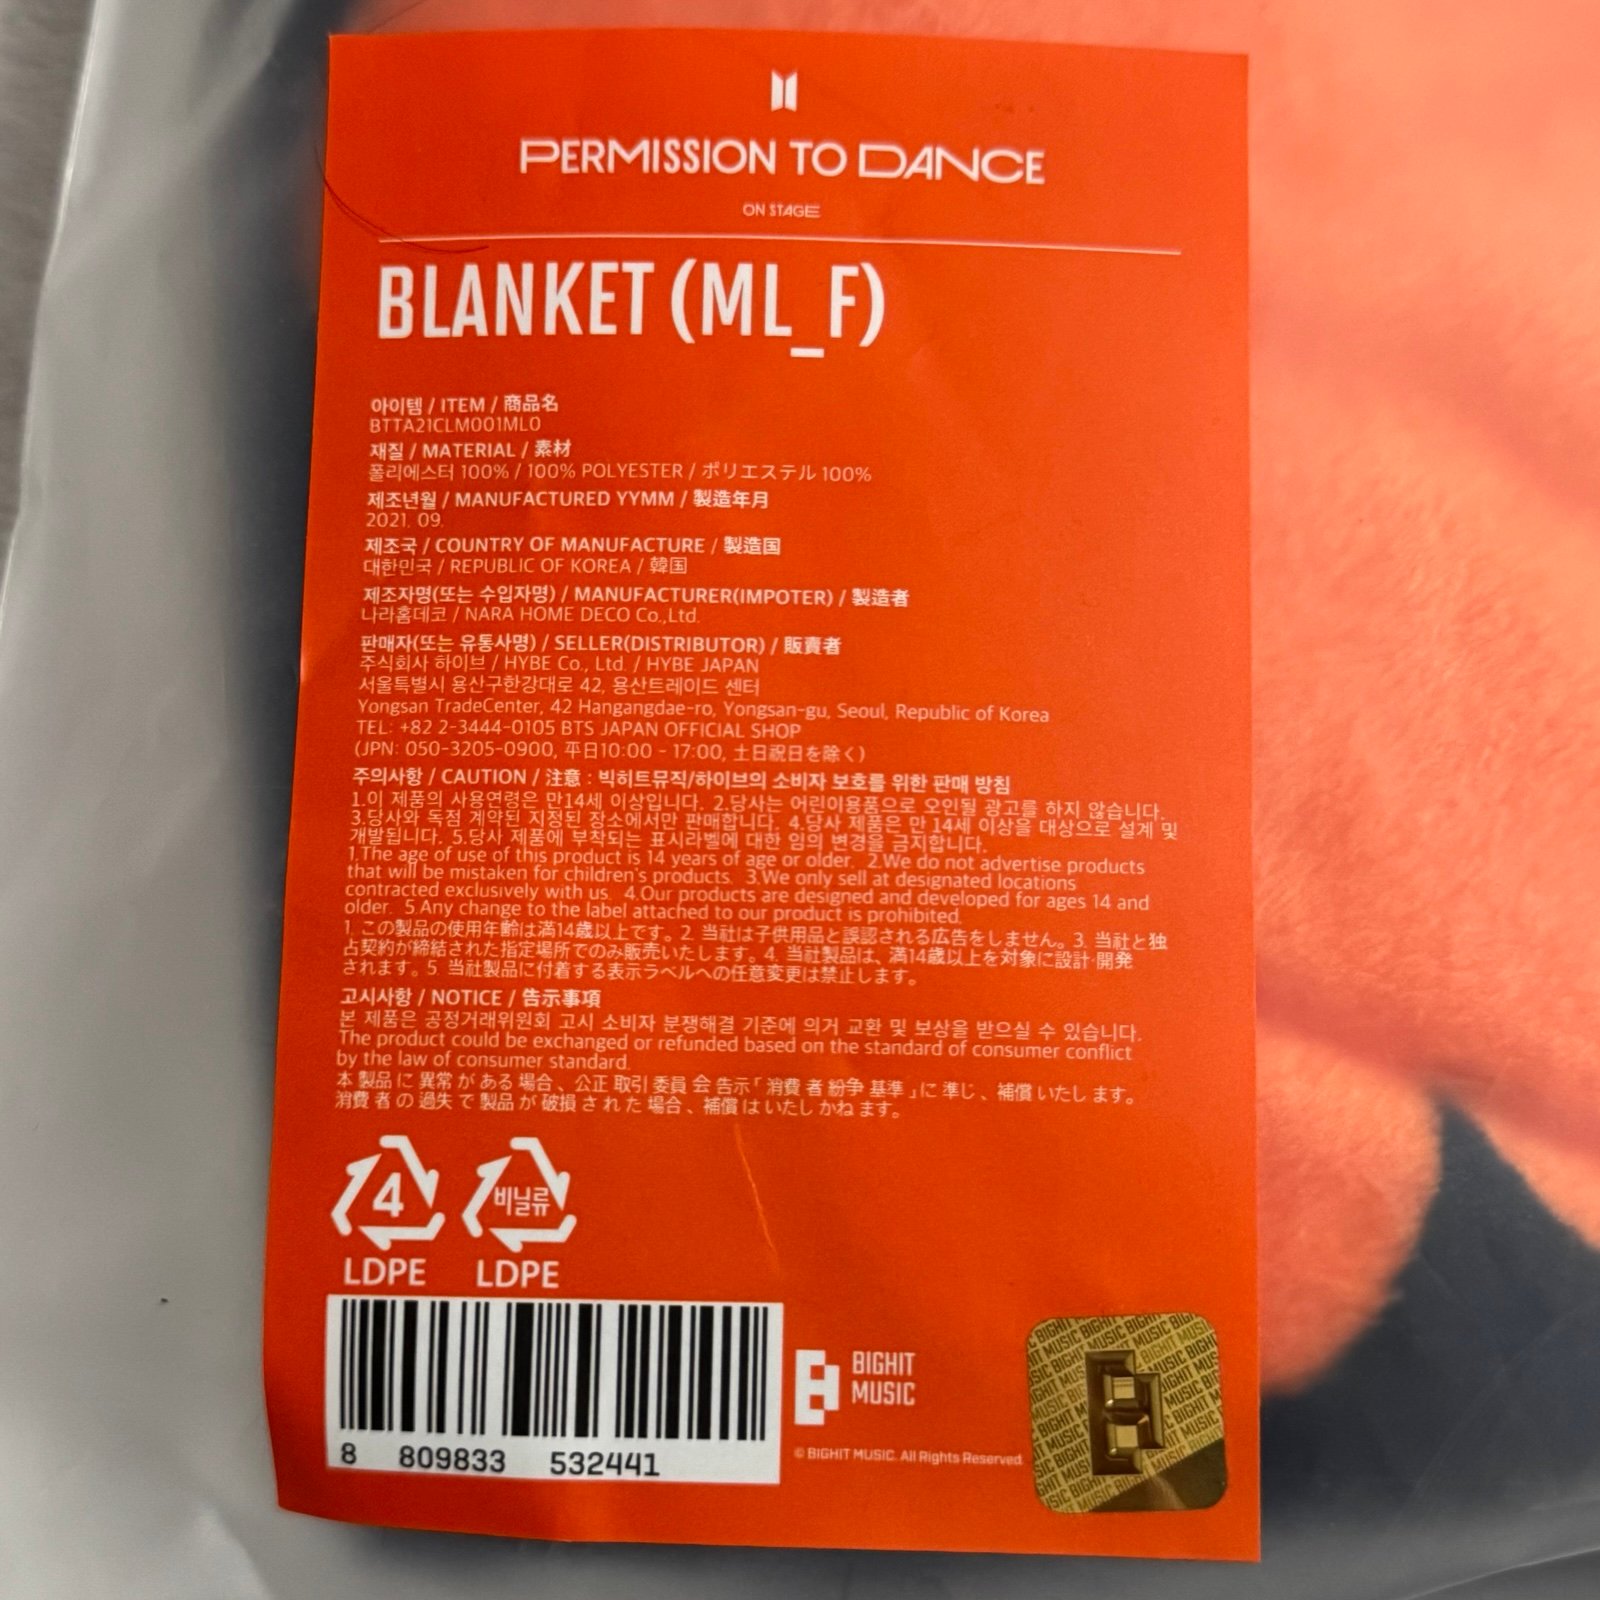 PERMISSION TO DANCE
ON STAGE
BLANKET (ML_F)
아이템 / ITEM / 商品名
BTTA21CLM001ML0
재질 / MATERIAL / 素材
폴리에스터 100% / 100% POLYESTER / ポリエステル 100%
제조년월 / MANUFACTURED YYMM / 製造年月
2021. 09.
제조국 / COUNTRY OF MANUFACTURE / 製造国
대한민국 / REPUBLIC OF KOREA / 韓国
제조자명(또는 수입자명) / MANUFACTURER(IMPOTER) / 製造者
나라홈데코 / NARA HOME DECO Co.,Ltd.
판매자(또는 유통사명) / SELLER(DISTRIBUTOR) / 販賣者
주식회사 하이브 / HYBE Co., Ltd. / HYBE JAPAN
서울특별시 용산구한강대로 42, 용산트레이드 센터
Yongsan TradeCenter, 42 Hangangdae-ro, Yongsan-gu, Seoul, Republic of Korea
TEL: +82 2-3444-0105 BTS JAPAN OFFICIAL SHOP
(JPN: 050-3205-0900, 平日10:00 - 17:00, 土日祝日を除く)
주의사항 / CAUTION / 注意 : 빅히트뮤직/하이브의 소비자 보호를 위한 판매 방침
1.이 제품의 사용연령은 만14세 이상입니다. 2.당사는 어린이용품으로 오인될 광고를 하지 않습니다.
3.당사와 독점 계약된 지정된 장소에서만 판매합니다. 4.당사 제품은 만 14세 이상을 대상으로 설계 및
개발됩니다. 5.당사 제품에 부착되는 표시라벨에 대한 임의 변경을 금지합니다.
1.The age of use of this product is 14 years of age or older. 2.We do not advertise products
that will be mistaken for children's products. 3.We only sell at designated locations
contracted exclusively with us. 4.Our products are designed and developed for ages 14 and
older. 5.Any change to the label attached to our product is prohibited.
1. この製品の使用年齢は満14歳以上です。2. 当社は子供用品と誤認される広告をしません。3. 当社と独
占契約が締結された指定場所でのみ販売いたします。4. 当社製品は、満14歳以上を対象に設計·開発
されます。5. 当社製品に付着する表示ラベルへの任意変更は禁止します。
고시사항 / NOTICE / 告示事項
본 제품은 공정거래위원회 고시 소비자 분쟁해결 기준에 의거 교환 및 보상을 받으실 수 있습니다.
The product could be exchanged or refunded based on the standard of consumer conflict
by the law of consumer standard.
本 製品 に 異常 が ある 場合 、公正 取引 委員 会 告示「 消費 者 紛争 基準 」に 準じ 、補償 いたし ます。
消費 者 の 過失 で 製品 が 破損 された 場合 、補償 は いたし かね ます。
4 비닐류
LDPE LDPE
8 809833 532441
BIGHIT
MUSIC
© BIGHIT MUSIC. All Rights Reserved.
BIGHIT MUSIC